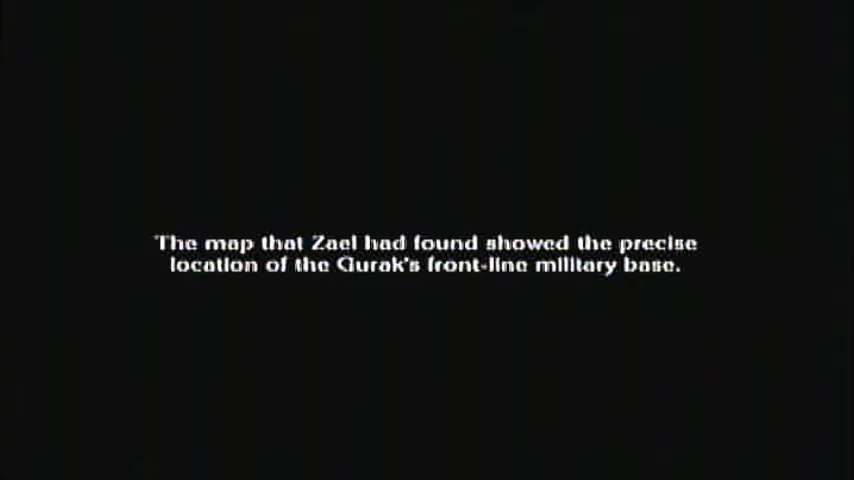 The map that Zael had found showed the precise
location of the Gurak's front-line military base.